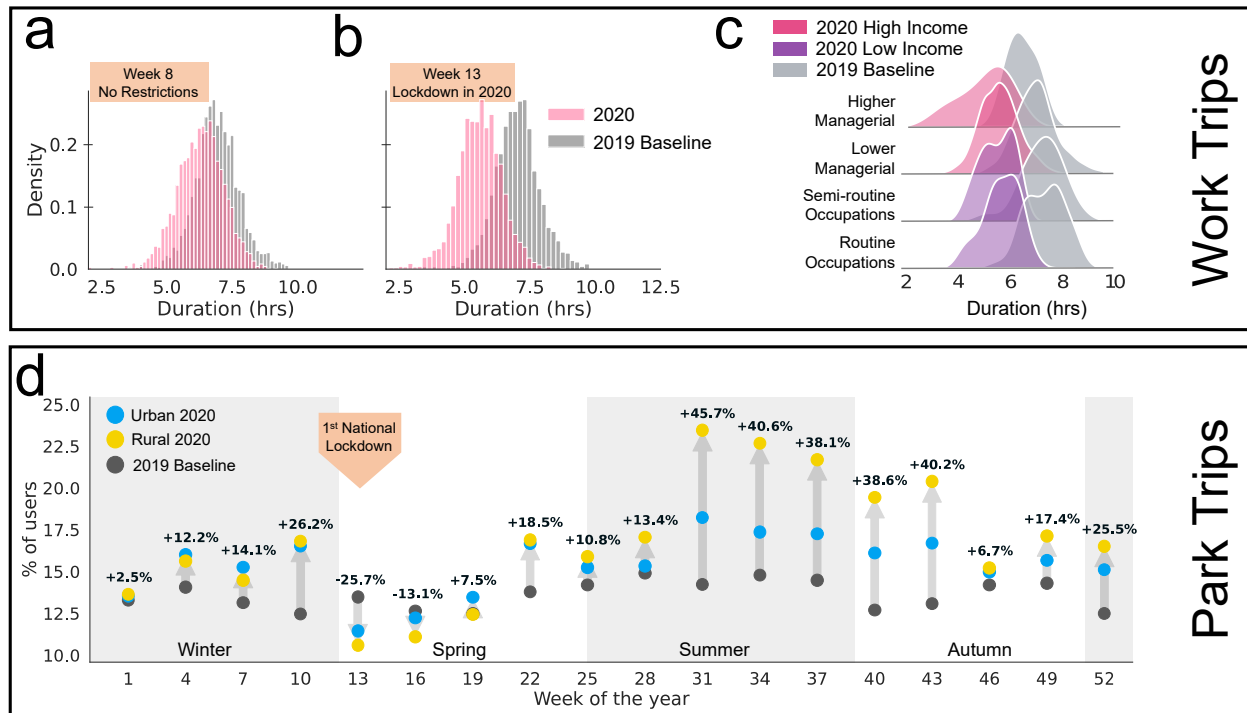 a
Week 8
No Restrictions
Density
0.2
0.1
0.0
2.5 5.0 7.5 10.0
Duration (hrs)
b
Week 13
Lockdown in 2020
2020
2019 Baseline
2.5 5.0 7.5 10.0 12.5
Duration (hrs)
c
2020 High Income
2020 Low Income
2019 Baseline
Higher
Managerial
Lower
Managerial
Semi-routine
Occupations
Routine
Occupations
2 4 6 8 10
Duration (hrs)
Work Trips
d
% of users
25.0
22.5
20.0
17.5
15.0
12.5
10.0
Urban 2020
Rural 2020
2019 Baseline
1st National
Lockdown
+2.5% +12.2% +14.1% +26.2% -25.7% -13.1% +7.5% +18.5% +10.8% +13.4% +45.7% +40.6% +38.1% +38.6% +40.2% +6.7% +17.4% +25.5%
Winter Spring Summer Autumn
1 4 7 10 13 16 19 22 25 28 31 34 37 40 43 46 49 52
Week of the year
Park Trips